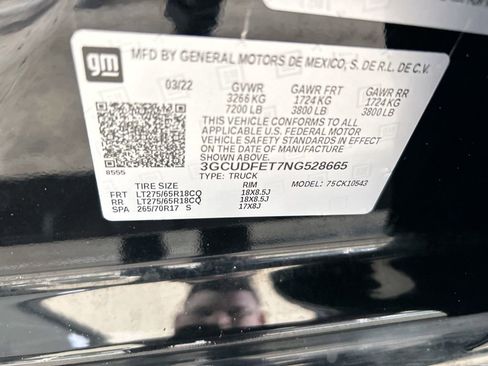 gm
MFD BY GENERAL MOTORS DE MEXICO, S. DE R.L. DE C.V.
03/22 GVWR GAWR FRT GAWR RR
3266 KG 1724 KG 1724 KG
7200 LB 3800 LB 3800 LB
THIS VEHICLE CONFORMS TO ALL
APPLICABLE U.S. FEDERAL MOTOR
VEHICLE SAFETY STANDARDS IN
EFFECT ON THE DATE OF
MANUFACTURE SHOWN ABOVE.
8555 3GCUDFET7NG528665
TYPE: TRUCK MODEL: 75CK10543
TIRE SIZE RIM
FRT LT275/65R18CQ 18X8.5J
RR LT275/65R18CQ 18X8.5J
SPA 265/70R17 S 17X8J